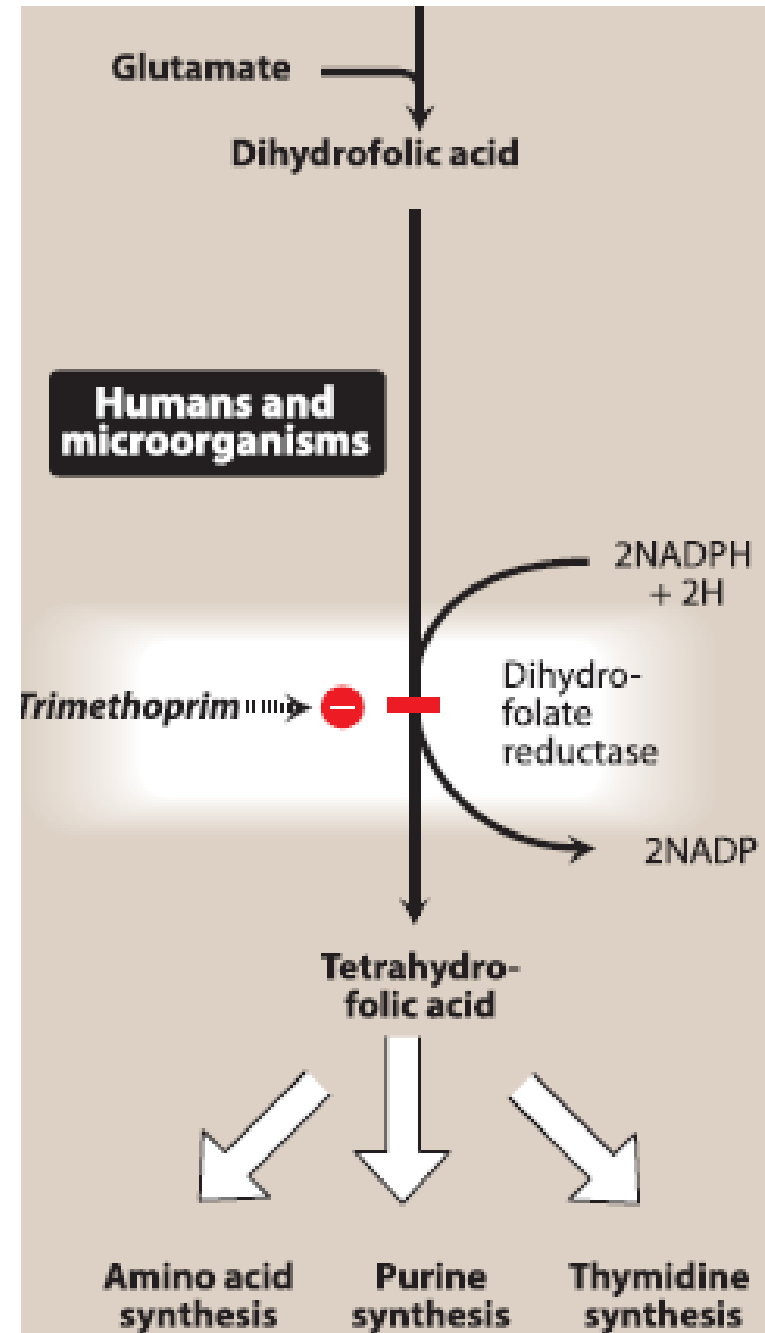 Glutamate
Dihydrofolic acid
Humans and
microorganisms
2NADPH
+ 2H
Trimethoprim
Dihydro-
folate
reductase
2NADP
Tetrahydro-
folic acid
Amino acid
synthesis
Purine
synthesis
Thymidine
synthesis